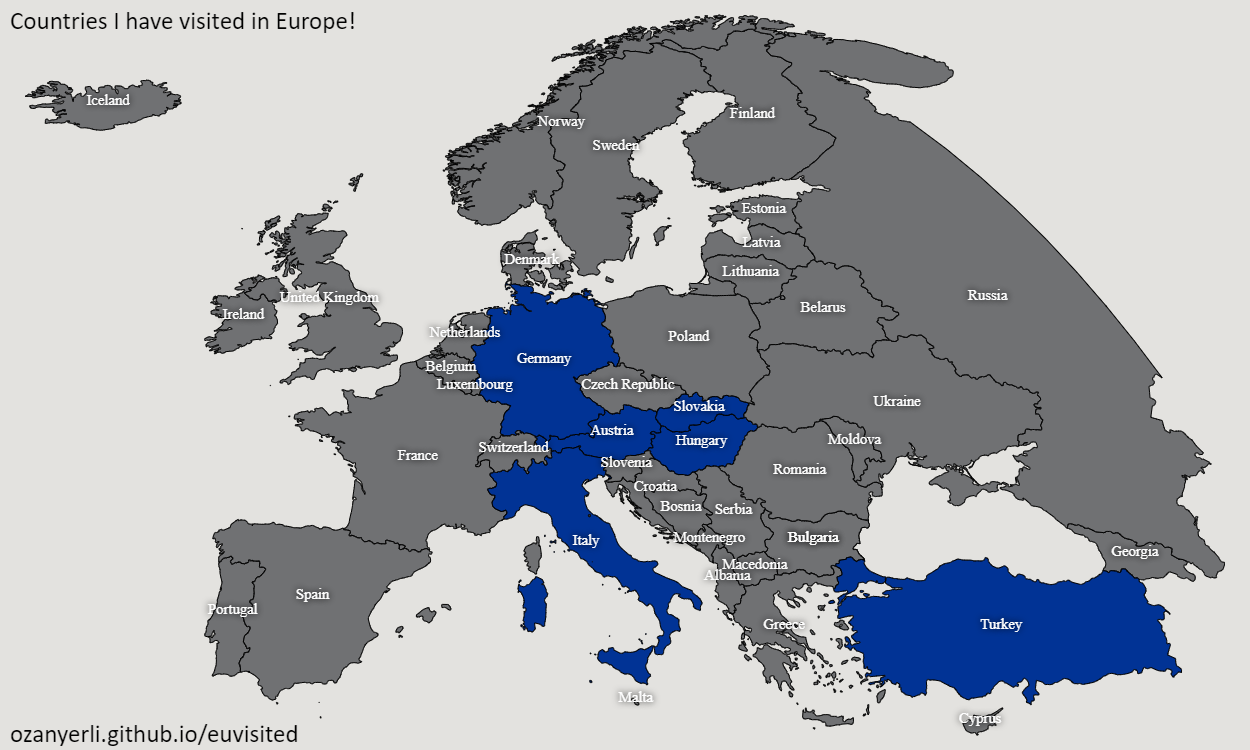 Countries I have visited in Europe!
Iceland
Norway
Finland
Sweden
Estonia
Latvia
Denmark
Lithuania
Russia
United Kingdom
Belarus
Ireland
Netherlands
Poland
Germany
Belgium
Luxembourg
Czech Republic
Ukraine
Slovakia
Austria
Hungary
Moldova
Switzerland
France
Slovenia
Romania
Croatia
Bosnia
Serbia
Montenegro
Bulgaria
Italy
Georgia
Macedonia
Albania
Spain
Portugal
Greece
Turkey
Malta
Cyprus
ozanyerli.github.io/euvisited